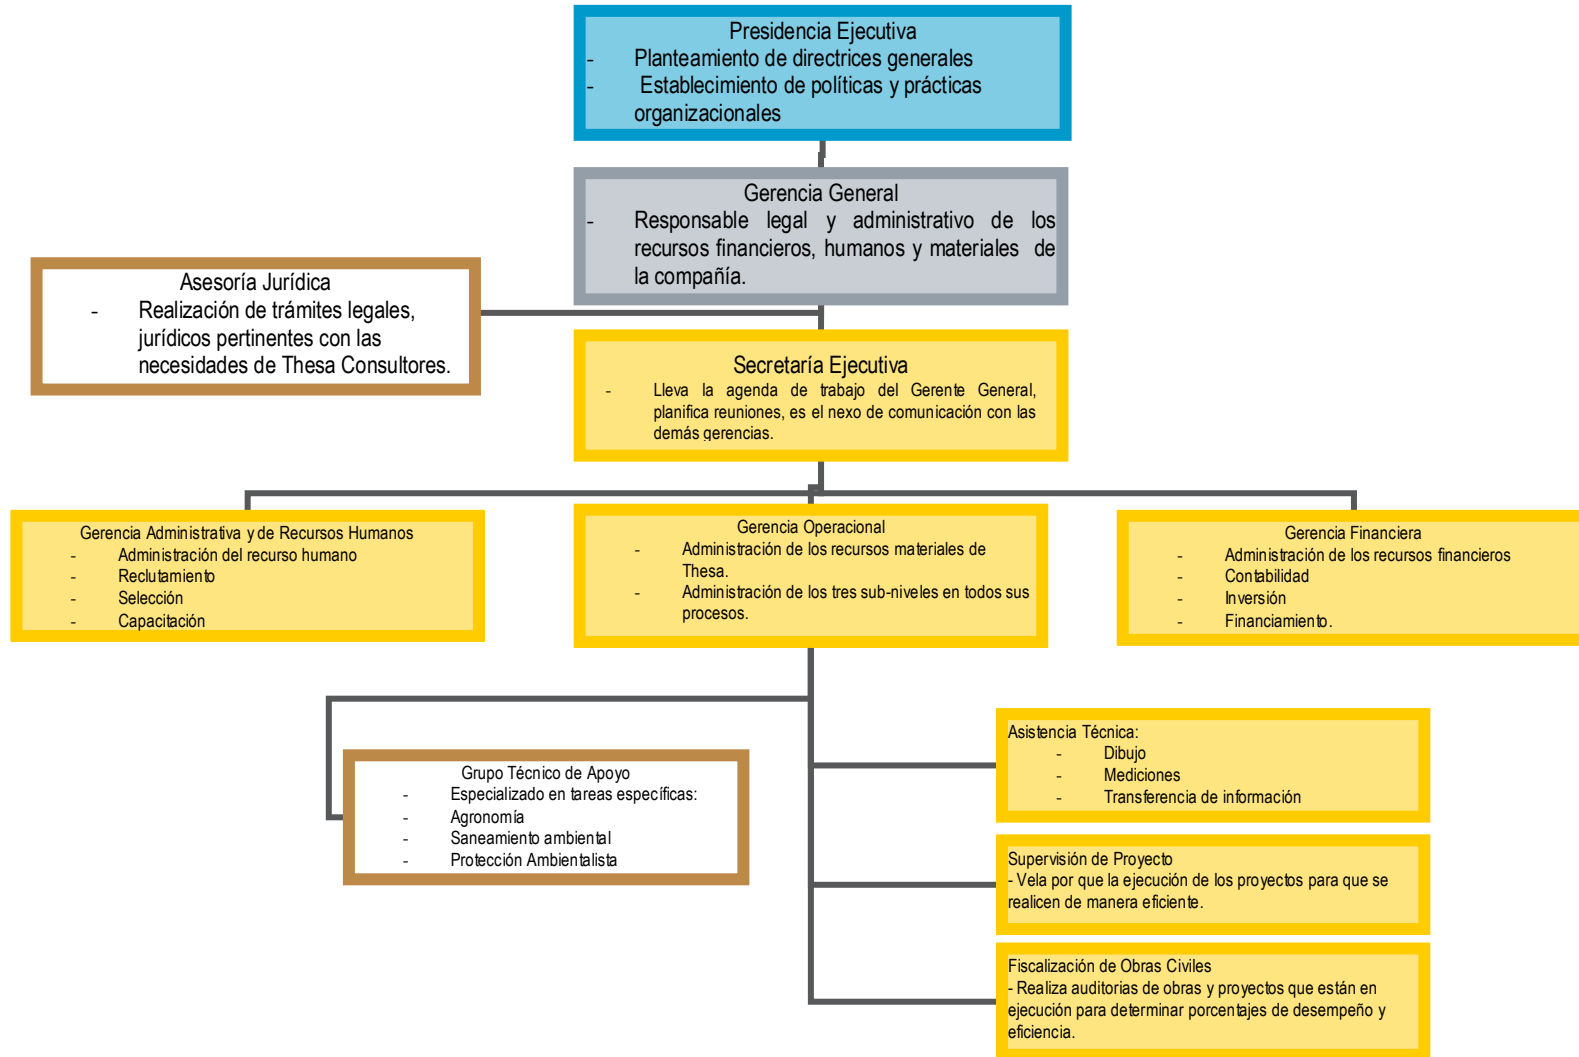 Presidencia Ejecutiva
- Planteamiento de directrices generales
- Establecimiento de políticas y prácticas
organizacionales
Gerencia General
- Responsable legal y administrativo de los
recursos financieros, humanos y materiales de
la compañía.
Asesoría Jurídica
- Realización de trámites legales,
jurídicos pertinentes con las
necesidades de Thesa Consultores.
Secretaría Ejecutiva
- Lleva la agenda de trabajo del Gerente General,
planifica reuniones, es el nexo de comunicación con las
demás gerencias.
Gerencia Administrativa y de Recursos Humanos
- Administración del recurso humano
- Reclutamiento
- Selección
- Capacitación
Gerencia Operacional
- Administración de los recursos materiales de
Thesa.
- Administración de los tres sub-niveles en todos sus
procesos.
Gerencia Financiera
- Administración de los recursos financieros
- Contabilidad
- Inversión
- Financiamiento.
Grupo Técnico de Apoyo
- Especializado en tareas específicas:
- Agronomía
- Saneamiento ambiental
- Protección Ambientalista
Asistencia Técnica:
- Dibujo
- Mediciones
- Transferencia de información
Supervisión de Proyecto
- Vela por que la ejecución de los proyectos para que se
realicen de manera eficiente.
Fiscalización de Obras Civiles
- Realiza auditorias de obras y proyectos que están en
ejecución para determinar porcentajes de desempeño y
eficiencia.